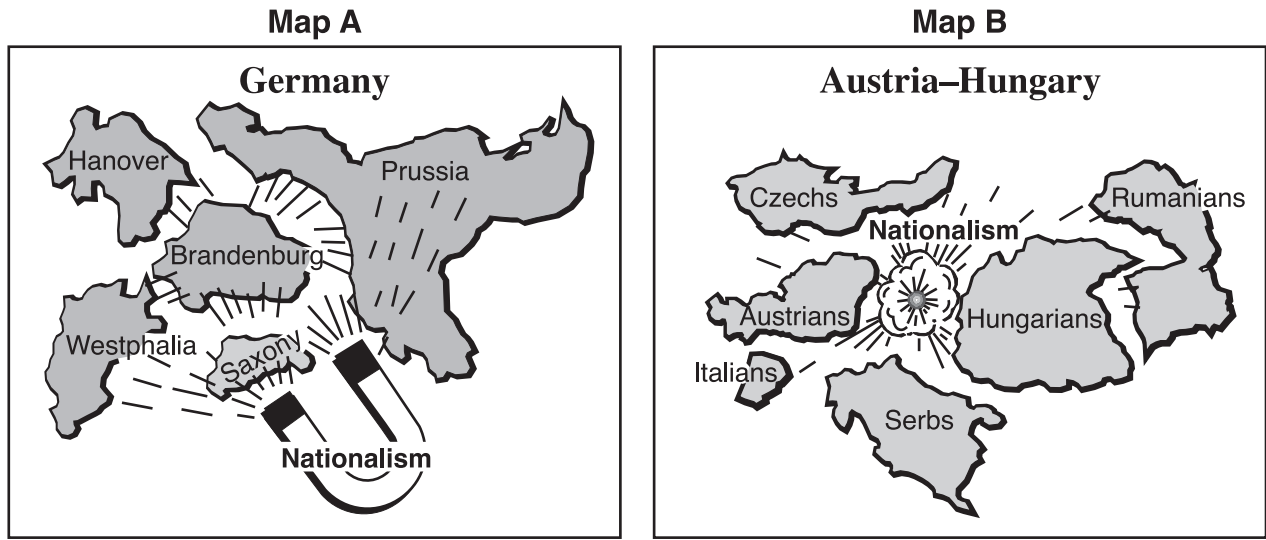 Map A
Germany
Hanover
Prussia
Brandenburg
Westphalia
Saxony
Nationalism
Map B
Austria–Hungary
Czechs
Rumanians
Nationalism
Austrians
Hungarians
Italians
Serbs